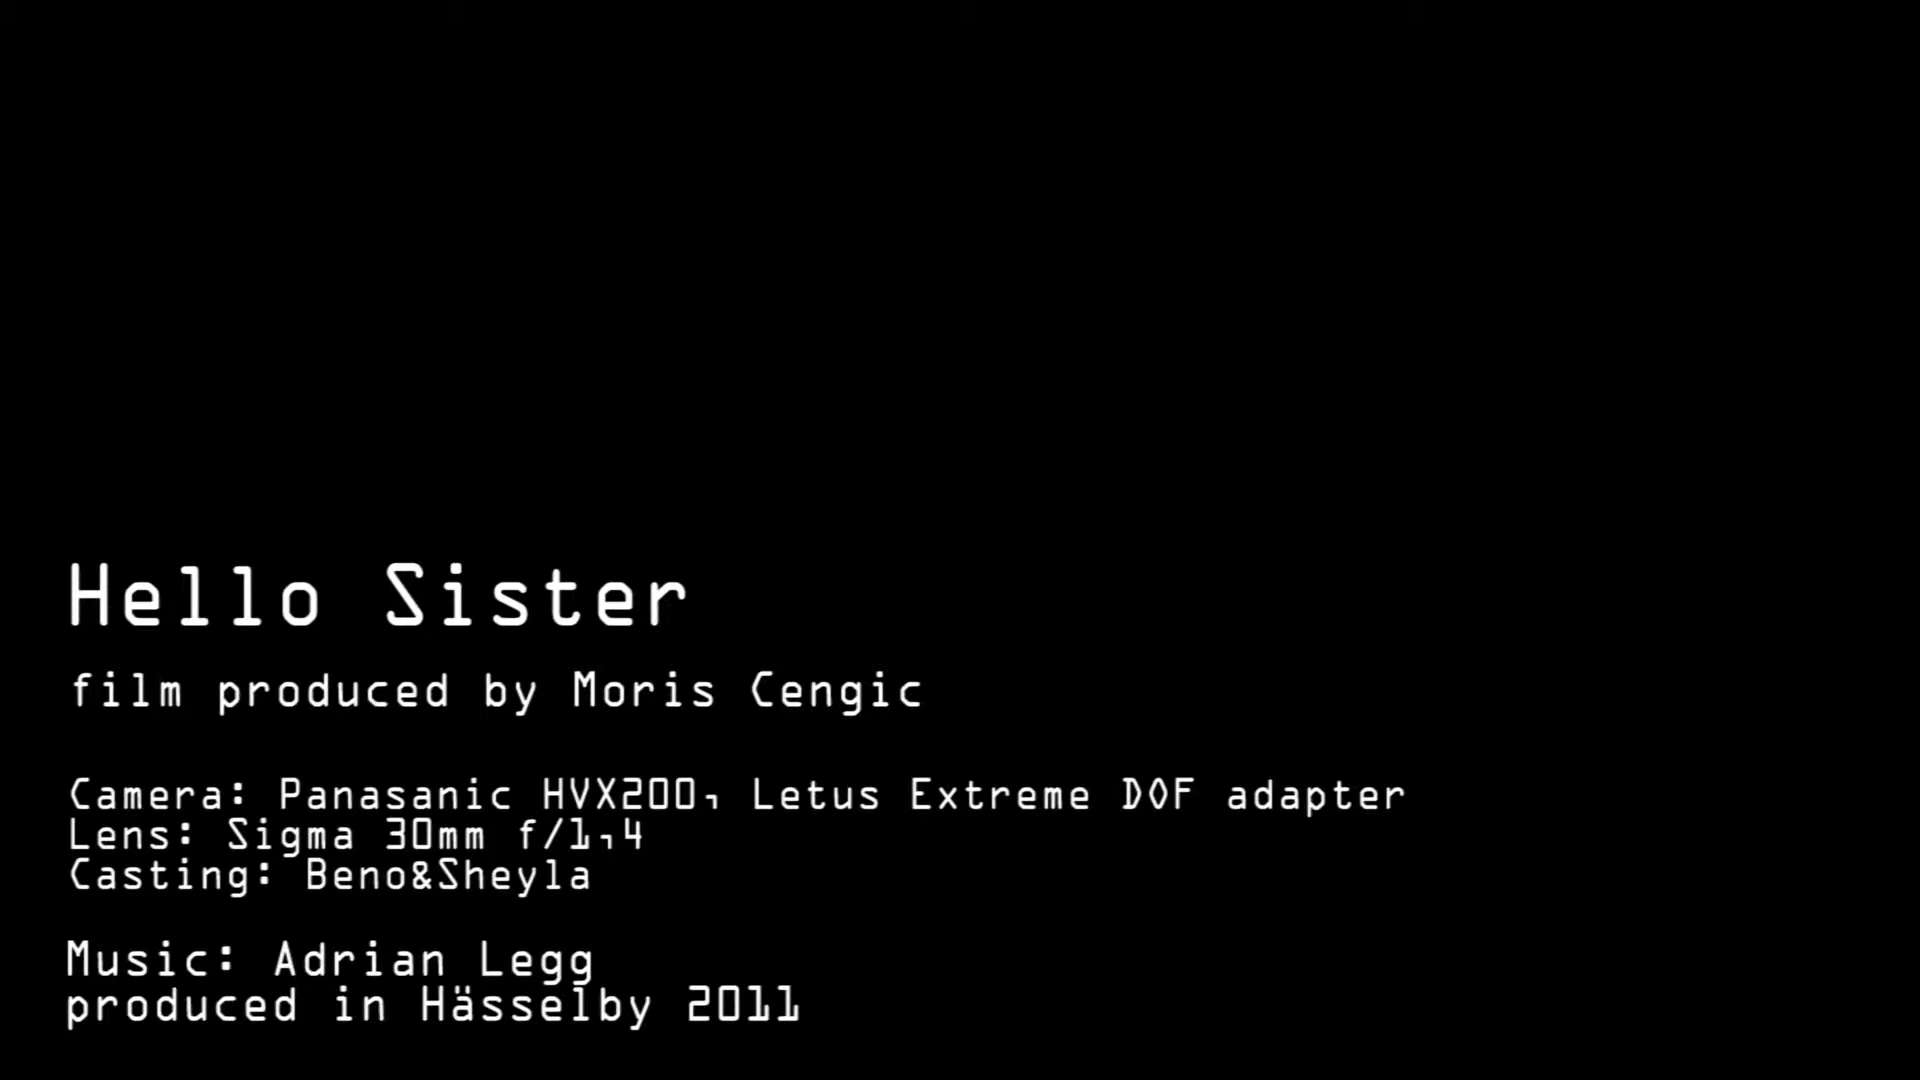 Hello Sister
film produced by Moris Cengic
Camera: Panasanic HVX200, Letus Extreme DOF adapter
Lens: Sigma 30mm f/1,4
Casting: Beno&Sheyla
Music: Adrian Legg
produced in Hässelby 2011